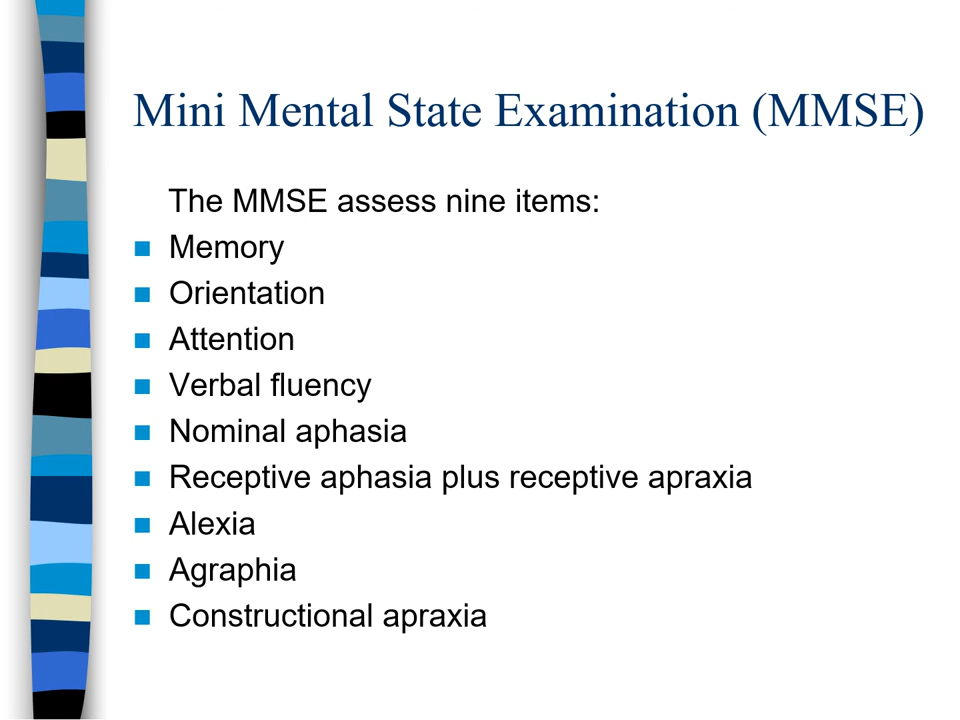 Mini Mental State Examination (MMSE)
The MMSE assess nine items:
Memory
Orientation
Attention
Verbal fluency
Nominal aphasia
Receptive aphasia plus receptive apraxia
Alexia
Agraphia
Constructional apraxia